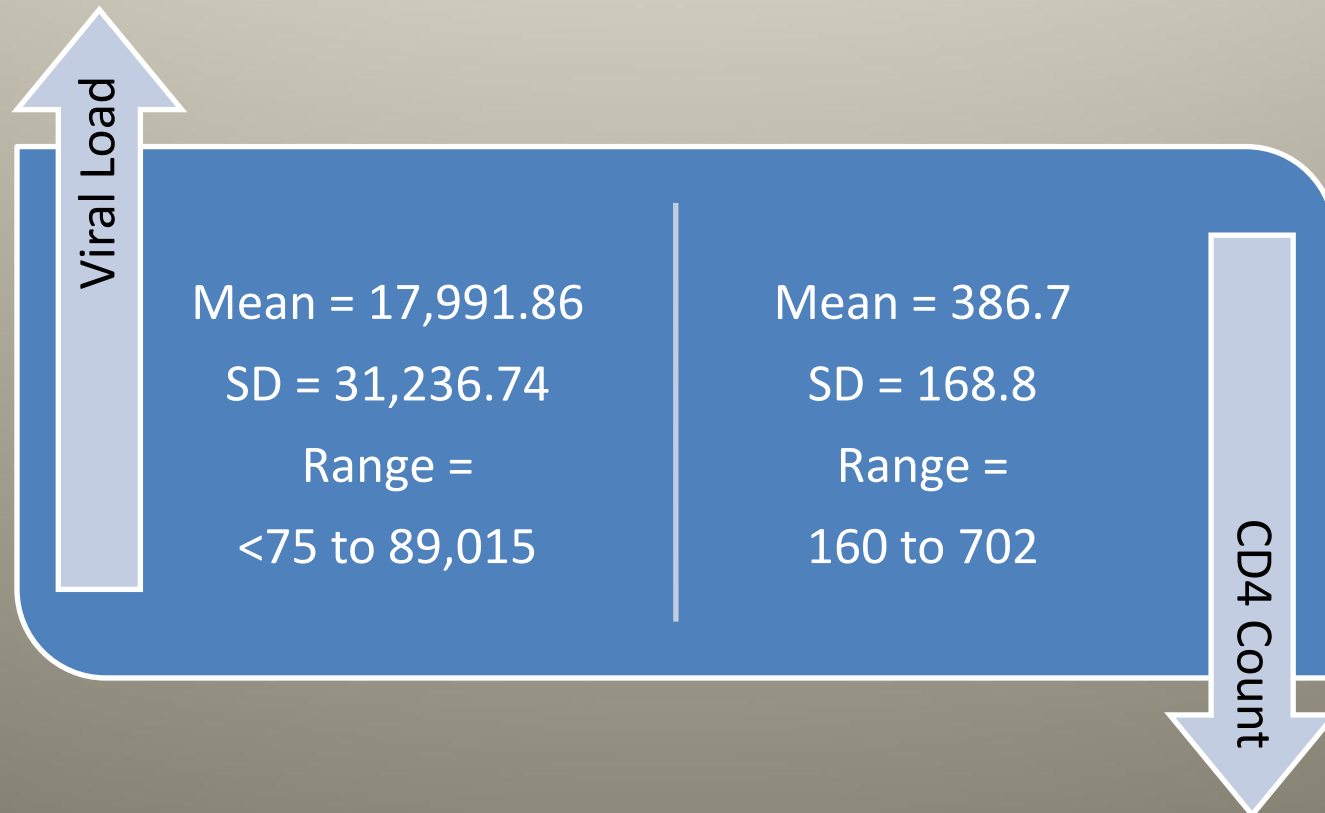 Viral Load
Mean = 17,991.86
SD = 31,236.74
Range =
<75 to 89,015
Mean = 386.7
SD = 168.8
Range =
160 to 702
CD4 Count